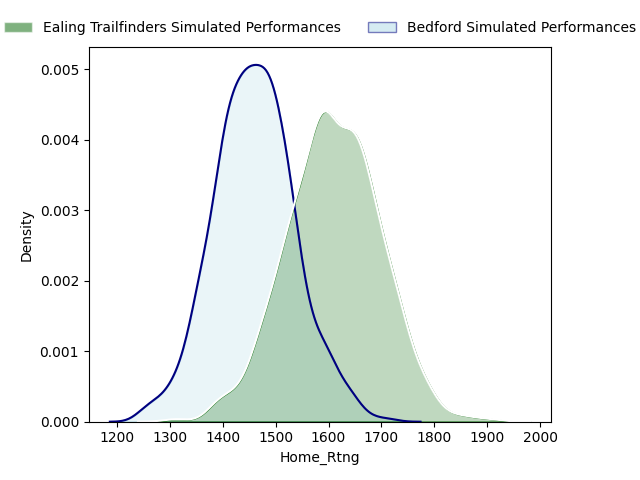 Ealing Trailfinders Simulated Performances Bedford Simulated Performances
0.005
0.004
0.003
0.002
0.001
0.000
Density
1200 1300 1400 1500 1600 1700 1800 1900 2000
Home_Rtng